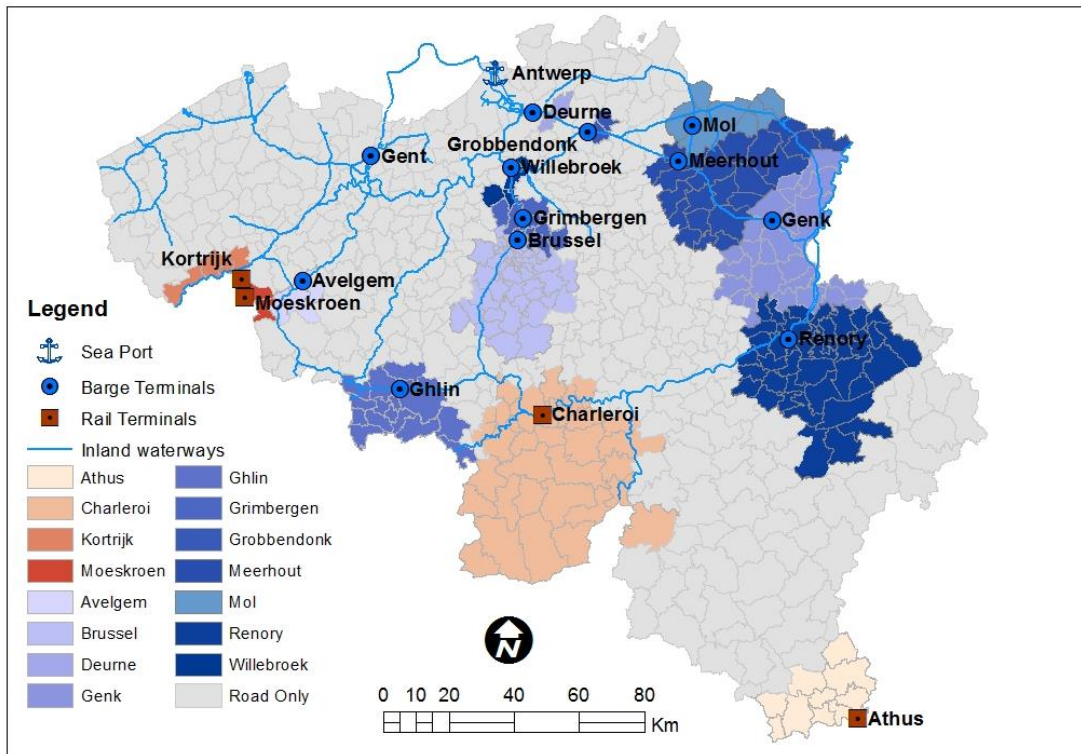 Antwerp
Deurne
Mol
Grobbendonk
Gent
Willebroek
Meerhout
Grimbergen
Genk
Brussel
Kortrijk
Avelgem
Moeskroen
Renory
Ghlin
Charleroi
Athus
Legend
Sea Port
Barge Terminals
Rail Terminals
Inland waterways
Athus
Charleroi
Kortrijk
Moeskroen
Avelgem
Brussel
Deurne
Genk
Ghlin
Grimbergen
Grobbendonk
Meerhout
Mol
Renory
Willebroek
Road Only
N
0 10 20 40 60 80
Km